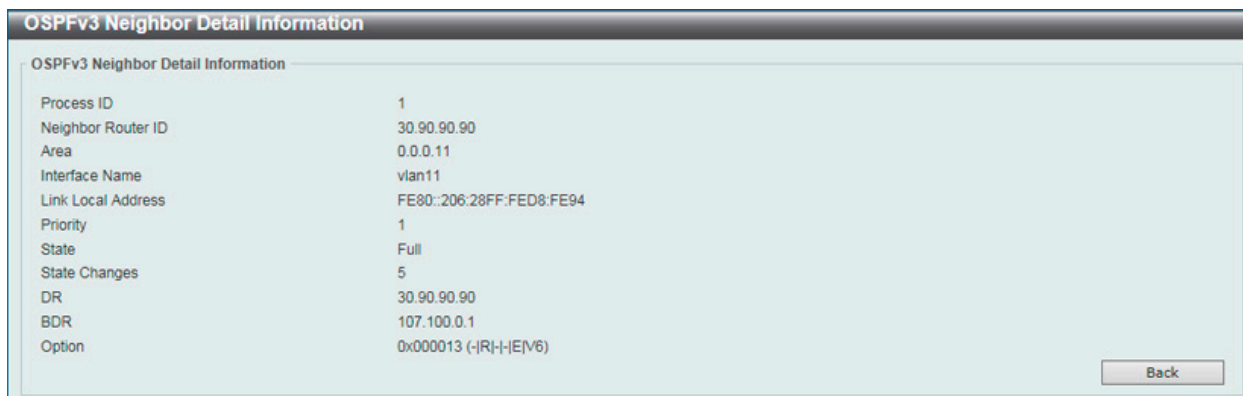 OSPFv3 Neighbor Detail Information
OSPFv3 Neighbor Detail Information
Process ID 1
Neighbor Router ID 30.90.90.90
Area 0.0.0.11
Interface Name vlan11
Link Local Address FE80::206:28FF:FED8:FE94
Priority 1
State Full
State Changes 5
DR 30.90.90.90
BDR 107.100.0.1
Option 0x000013 (-|R|-|-|E|V6)
Back